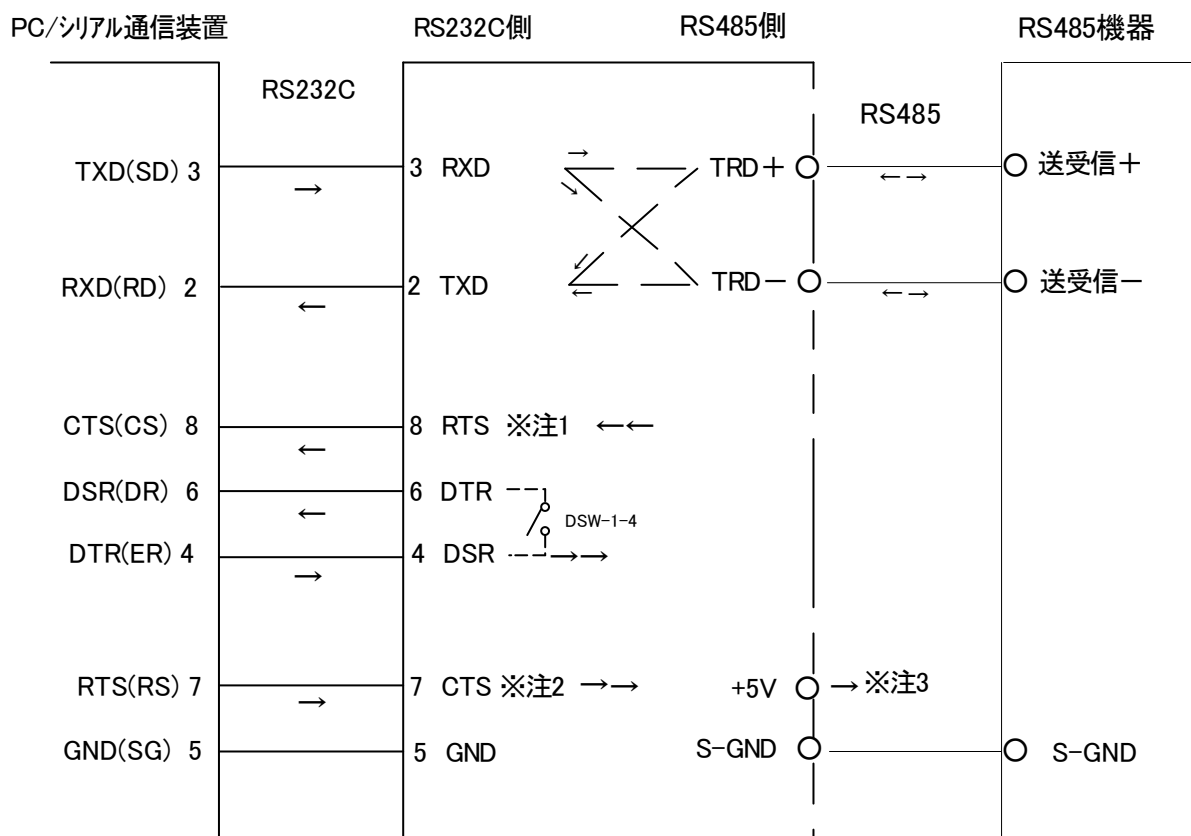 PC/シリアル通信装置 RS232C側 RS485側 RS485機器
RS232C
RS485
TXD(SD) 3 3 RXD TRD＋ 送受信＋
→ → ↘ ←→
RXD(RD) 2 2 TXD TRD－ 送受信－
← ↙ ← ←→
CTS(CS) 8 8 RTS ※注1 ←←
←
DSR(DR) 6 6 DTR
← DSW-1-4
DTR(ER) 4 4 DSR →→
→
RTS(RS) 7 7 CTS ※注2 →→ +5V → ※注3
→
GND(SG) 5 5 GND S-GND S-GND